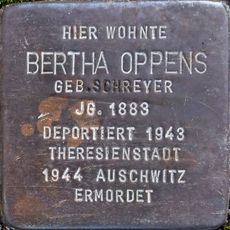 HIER WOHNTE
BERTHA OPPENS
GEB. SCHREYER
JG. 1883
DEPORTIERT 1943
THERESIENSTADT
1944 AUSCHWITZ
ERMORDET